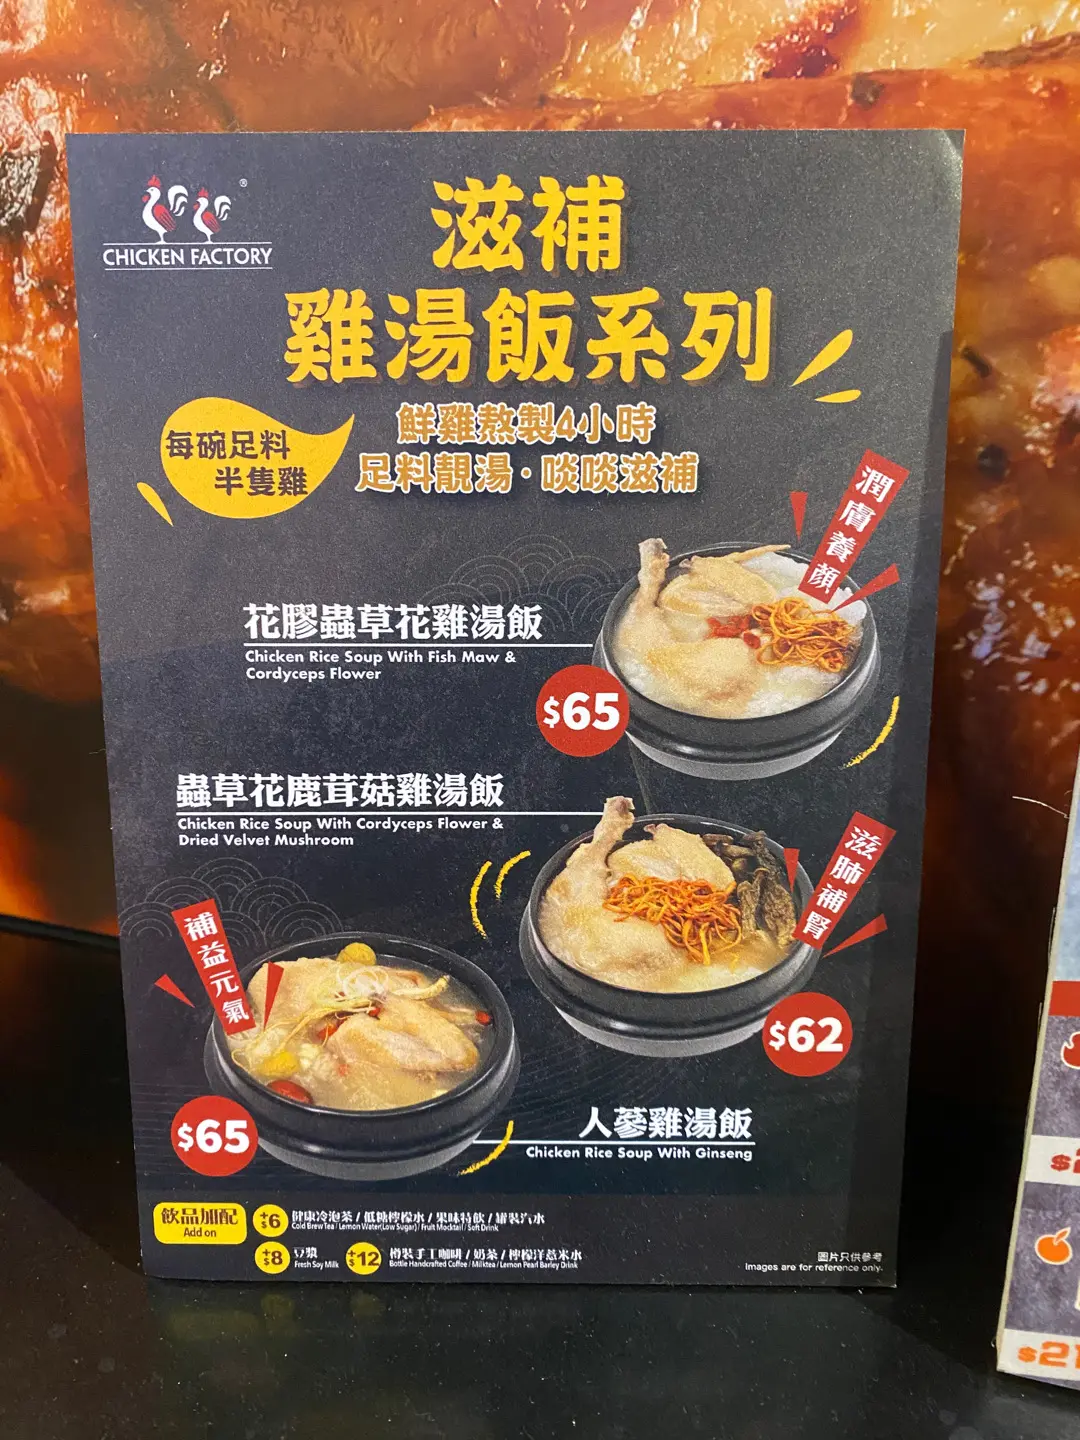 CHICKEN FACTORY
®
滋補
雞湯飯系列
每碗足料
半隻雞
鮮雞熬製4小時
足料靚湯·啖啖滋補
潤膚養顏
花膠蟲草花雞湯飯
Chicken Rice Soup With Fish Maw &
Cordyceps Flower
$65
蟲草花鹿茸菇雞湯飯
Chicken Rice Soup With Cordyceps Flower &
Dried Velvet Mushroom
滋肺補腎
$62
補益元氣
$65
人蔘雞湯飯
Chicken Rice Soup With Ginseng
飲品加配
Add on
+$6
健康冷泡茶 / 低糖檸檬水 / 果味特飲 / 罐裝汽水
Cold Brew Tea / Lemon Water(Low Sugar) / Fruit Mocktail / Soft Drink
+$8
豆漿
Fresh Soy Milk
+$12
樽裝手工咖啡 / 奶茶 / 檸檬洋薏米水
Bottle Handcrafted Coffee / Milktea / Lemon Pearl Barley Drink
圖片只供參考
Images are for reference only.